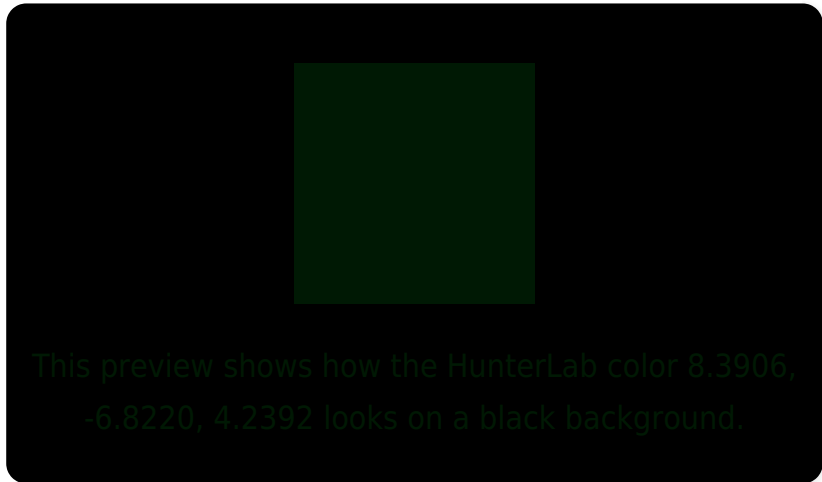 This preview shows how the HunterLab color 8.3906,
-6.8220, 4.2392 looks on a black background.